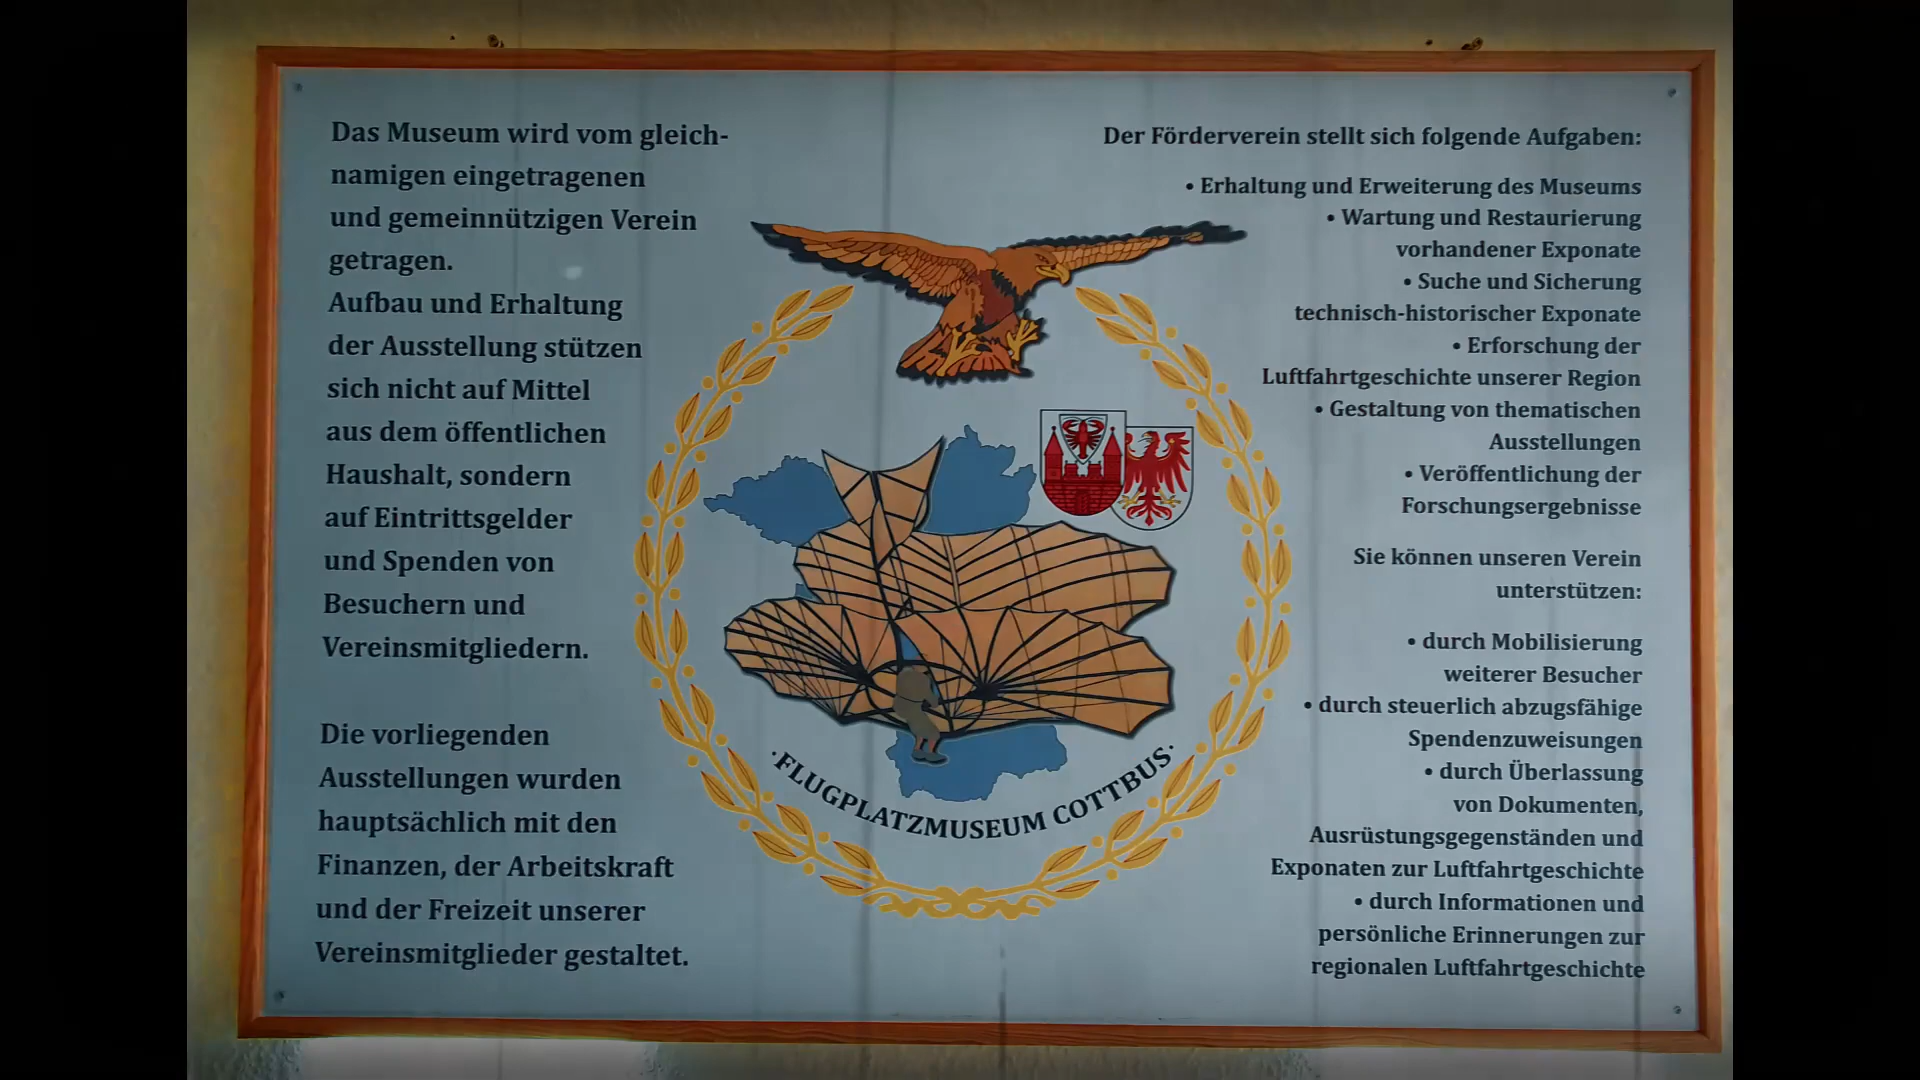 Das Museum wird vom gleich-
namigen eingetragenen
und gemeinnützigen Verein
getragen.
Aufbau und Erhaltung
der Ausstellung stützen
sich nicht auf Mittel
aus dem öffentlichen
Haushalt, sondern
auf Eintrittsgelder
und Spenden von
Besuchern und
Vereinsmitgliedern.
Die vorliegenden
Ausstellungen wurden
hauptsächlich mit den
Finanzen, der Arbeitskraft
und der Freizeit unserer
Vereinsmitglieder gestaltet.
·FLUGPLATZMUSEUM COTTBUS·
Der Förderverein stellt sich folgende Aufgaben:
• Erhaltung und Erweiterung des Museums
• Wartung und Restaurierung
vorhandener Exponate
• Suche und Sicherung
technisch-historischer Exponate
• Erforschung der
Luftfahrtgeschichte unserer Region
• Gestaltung von thematischen
Ausstellungen
• Veröffentlichung der
Forschungsergebnisse
Sie können unseren Verein
unterstützen:
• durch Mobilisierung
weiterer Besucher
• durch steuerlich abzugsfähige
Spendenzuweisungen
• durch Überlassung
von Dokumenten,
Ausrüstungsgegenständen und
Exponaten zur Luftfahrtgeschichte
• durch Informationen und
persönliche Erinnerungen zur
regionalen Luftfahrtgeschichte